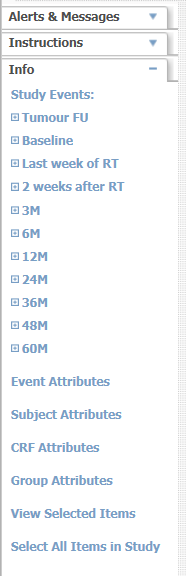 Alerts & Messages
Instructions
Info
Study Events:
Tumour FU
Baseline
Last week of RT
2 weeks after RT
3M
6M
12M
24M
36M
48M
60M
Event Attributes
Subject Attributes
CRF Attributes
Group Attributes
View Selected Items
Select All Items in Study